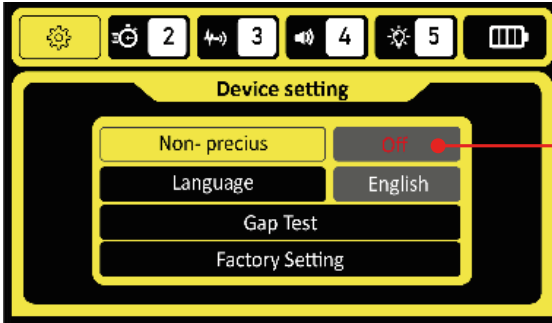 2 3 4 5
Device setting
Non- precius Off
Language English
Gap Test
Factory Setting